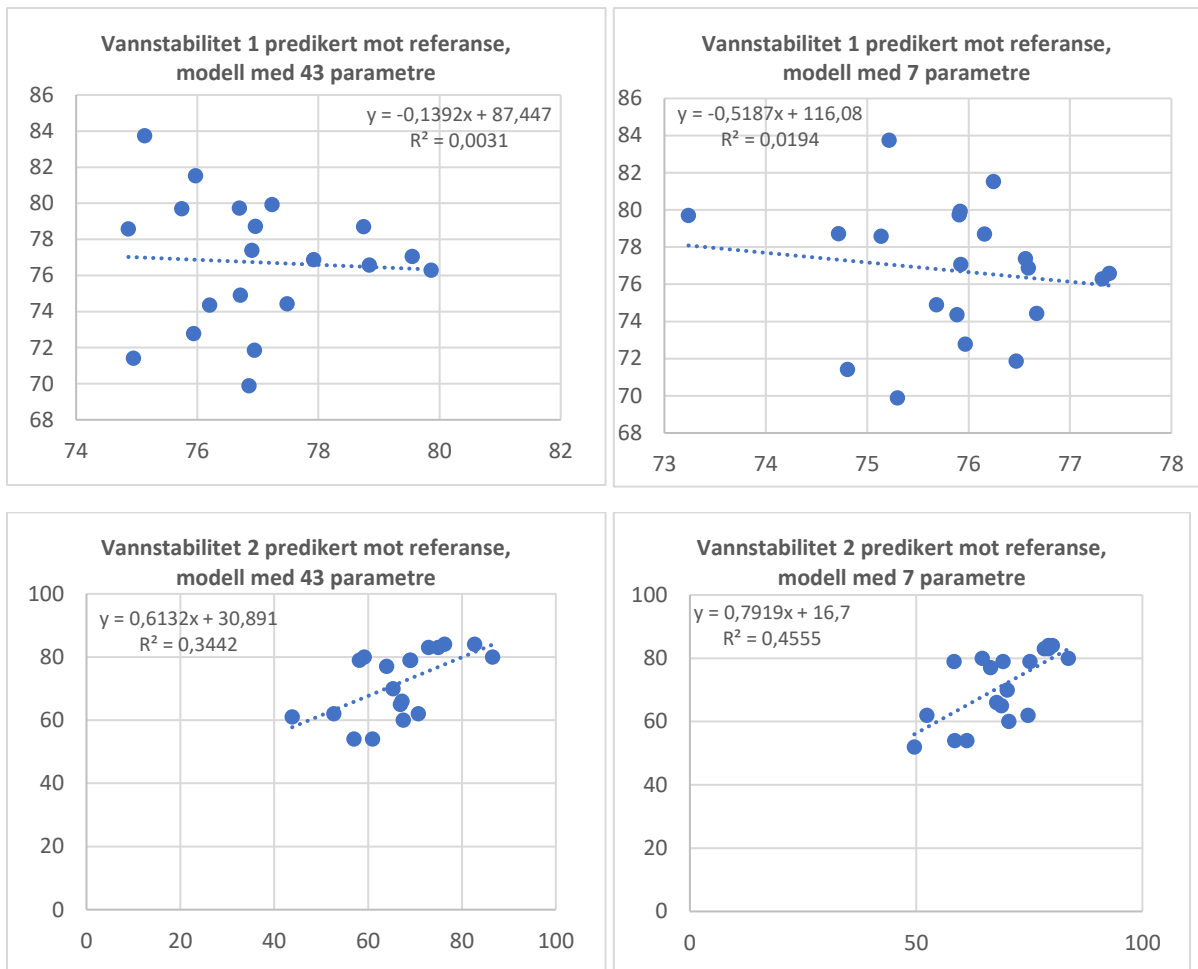 Vannstabilitet 1 predikert mot referanse,
modell med 43 parametre
86
84
82
80
78
76
74
72
70
68
y = -0,1392x + 87,447
R² = 0,0031
74 76 78 80 82
Vannstabilitet 1 predikert mot referanse,
modell med 7 parametre
86
84
82
80
78
76
74
72
70
68
y = -0,5187x + 116,08
R² = 0,0194
73 74 75 76 77 78
Vannstabilitet 2 predikert mot referanse,
modell med 43 parametre
100
80
60
40
20
0
y = 0,6132x + 30,891
R² = 0,3442
0 20 40 60 80 100
Vannstabilitet 2 predikert mot referanse,
modell med 7 parametre
100
80
60
40
20
0
y = 0,7919x + 16,7
R² = 0,4555
0 50 100